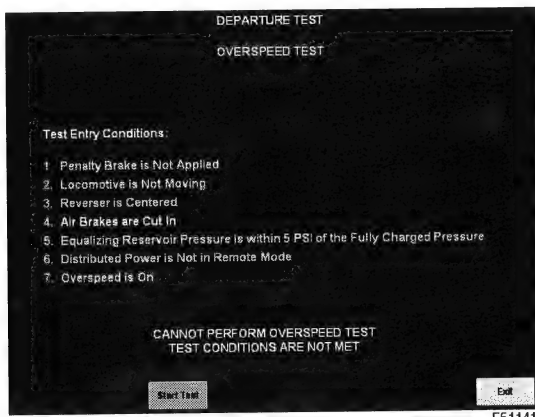 DEPARTURE TEST
OVERSPEED TEST
Test Entry Conditions:
1 Penalty Brake is Not Applied
2. Locomotive is Not Moving
3. Reverser is Centered
4. Air Brakes are Cut In
5. Equalizing Reservoir Pressure is within 5 PSI of the Fully Charged Pressure
6. Distributed Power is Not in Remote Mode
7. Overspeed is On
CANNOT PERFORM OVERSPEED TEST
TEST CONDITIONS ARE NOT MET
Start Test
Exit
F51141